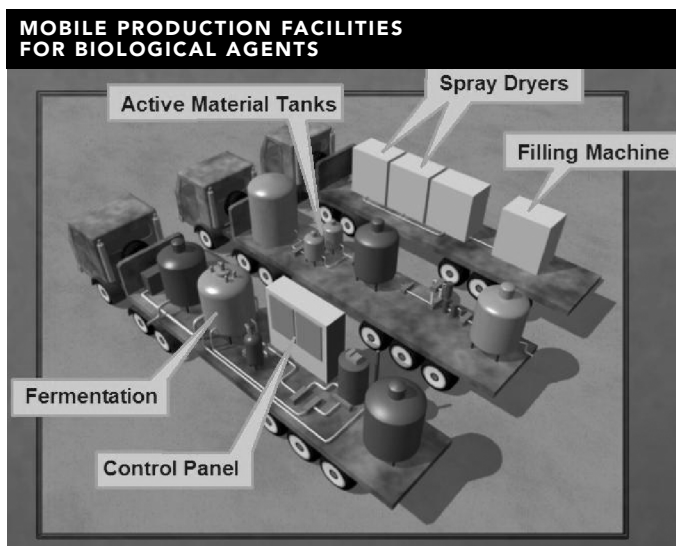 MOBILE PRODUCTION FACILITIES
FOR BIOLOGICAL AGENTS
Spray Dryers
Active Material Tanks
Filling Machine
Fermentation
Control Panel